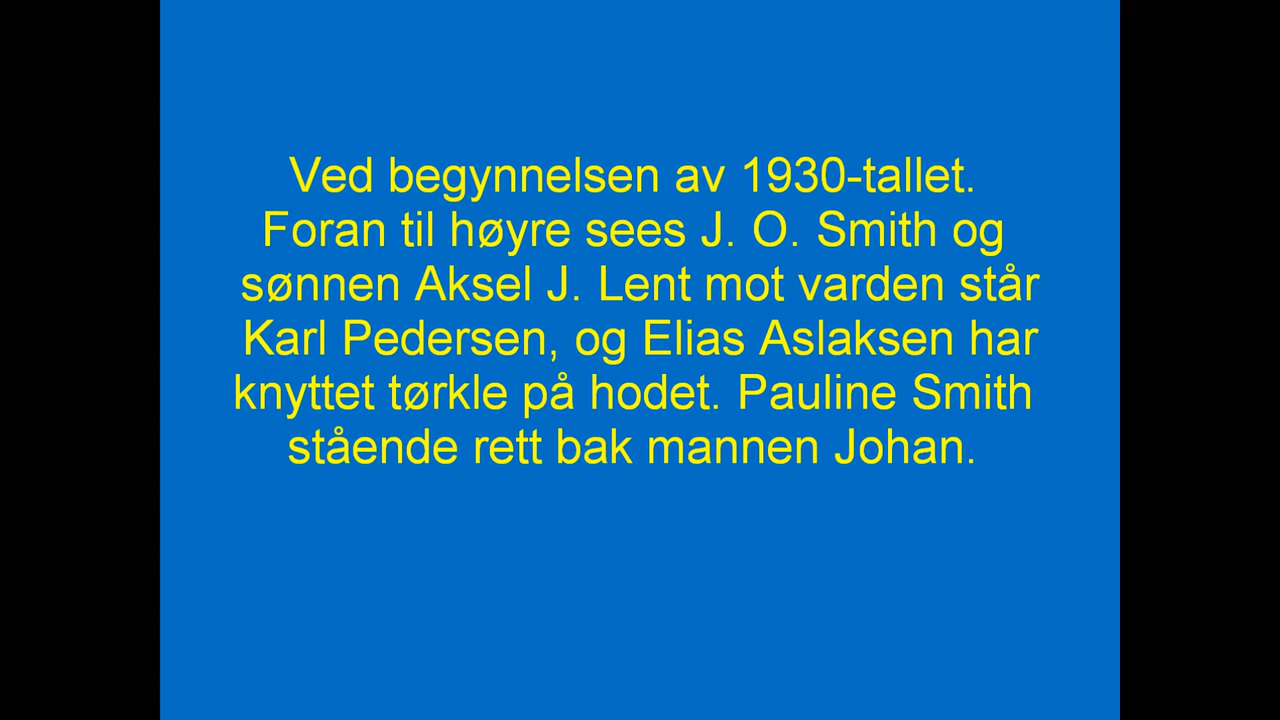 Ved begynnelsen av 1930-tallet.
Foran til høyre sees J. O. Smith og
sønnen Aksel J. Lent mot varden står
Karl Pedersen, og Elias Aslaksen har
knyttet tørkle på hodet. Pauline Smith
stående rett bak mannen Johan.